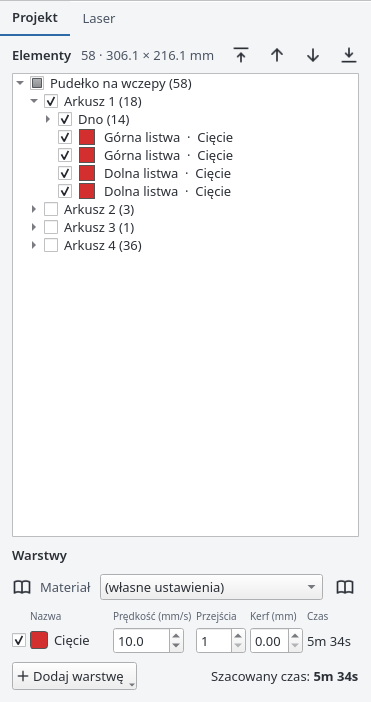 Projekt Laser
Elementy 58 · 306.1 × 216.1 mm
Pudełko na wczepy (58)
Arkusz 1 (18)
Dno (14)
Górna listwa · Cięcie
Górna listwa · Cięcie
Dolna listwa · Cięcie
Dolna listwa · Cięcie
Arkusz 2 (3)
Arkusz 3 (1)
Arkusz 4 (36)
Warstwy
Materiał (własne ustawienia)
Nazwa Prędkość (mm/s) Przejścia Kerf (mm) Czas
Cięcie 10.0 1 0.00 5m 34s
+ Dodaj warstwę Szacowany czas: 5m 34s